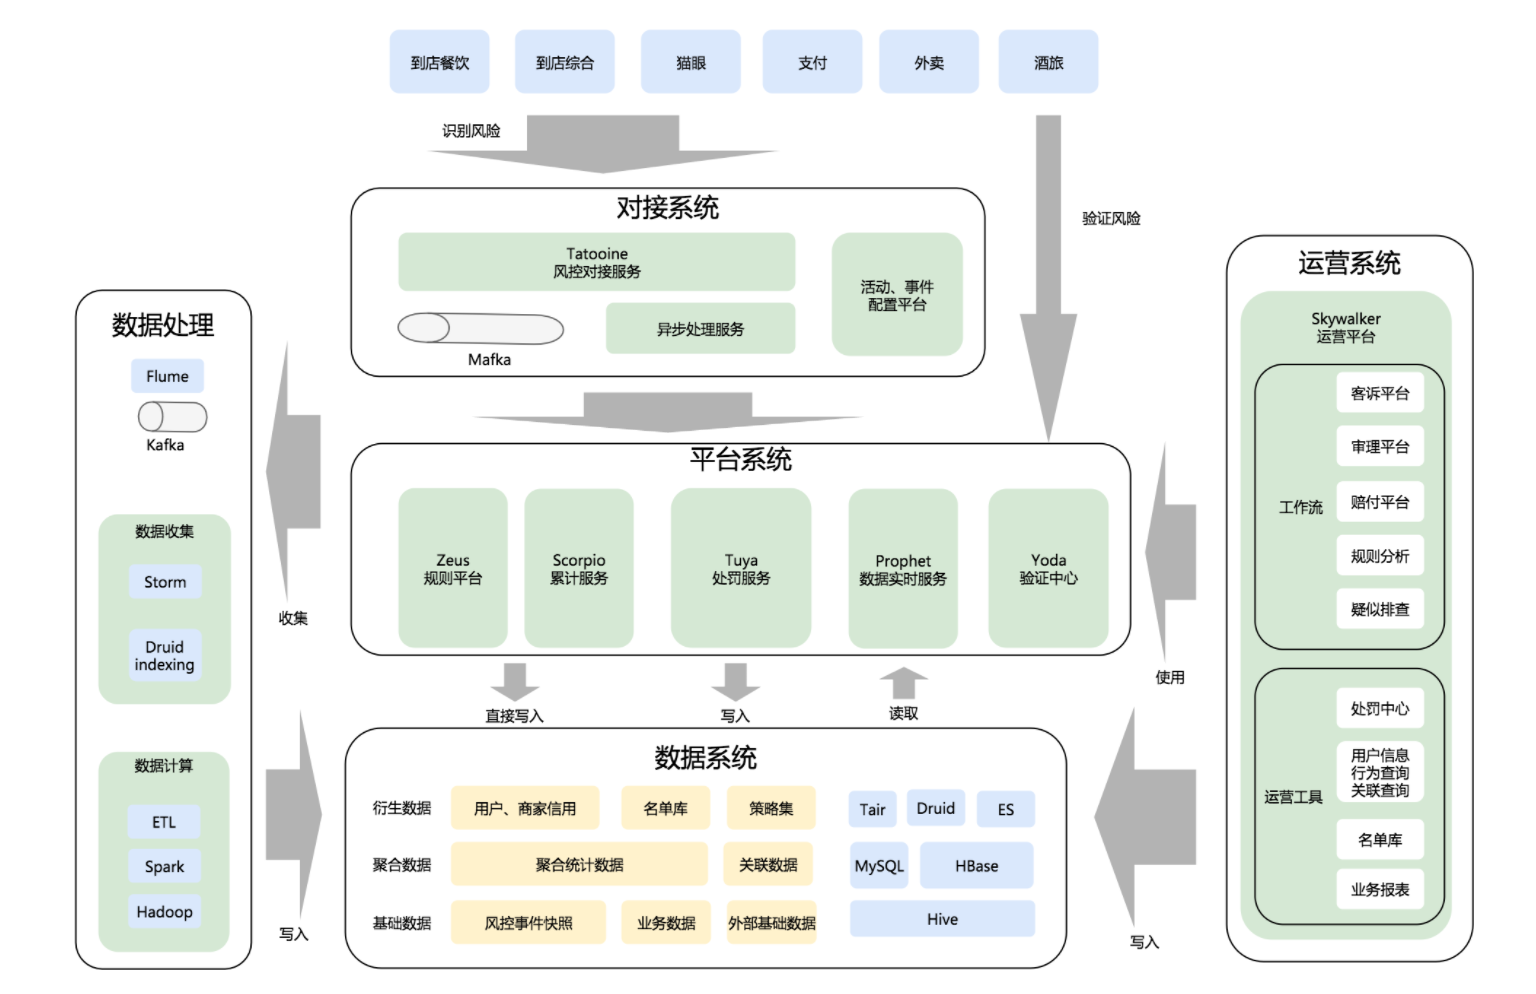 到店餐饮
到店综合
猫眼
支付
外卖
酒旅
识别风险
验证风险
对接系统
Tatooine
风控对接服务
活动、事件
配置平台
异步处理服务
Mafka
数据处理
Flume
Kafka
数据收集
Storm
Druid
indexing
数据计算
ETL
Spark
Hadoop
收集
写入
平台系统
Zeus
规则平台
Scorpio
累计服务
Tuya
处罚服务
Prophet
数据实时服务
Yoda
验证中心
直接写入
写入
读取
数据系统
衍生数据
用户、商家信用
名单库
策略集
Tair
Druid
ES
聚合数据
聚合统计数据
关联数据
MySQL
HBase
基础数据
风控事件快照
业务数据
外部基础数据
Hive
使用
写入
运营系统
Skywalker
运营平台
工作流
客诉平台
审理平台
赔付平台
规则分析
疑似排查
运营工具
处罚中心
用户信息
行为查询
关联查询
名单库
业务报表